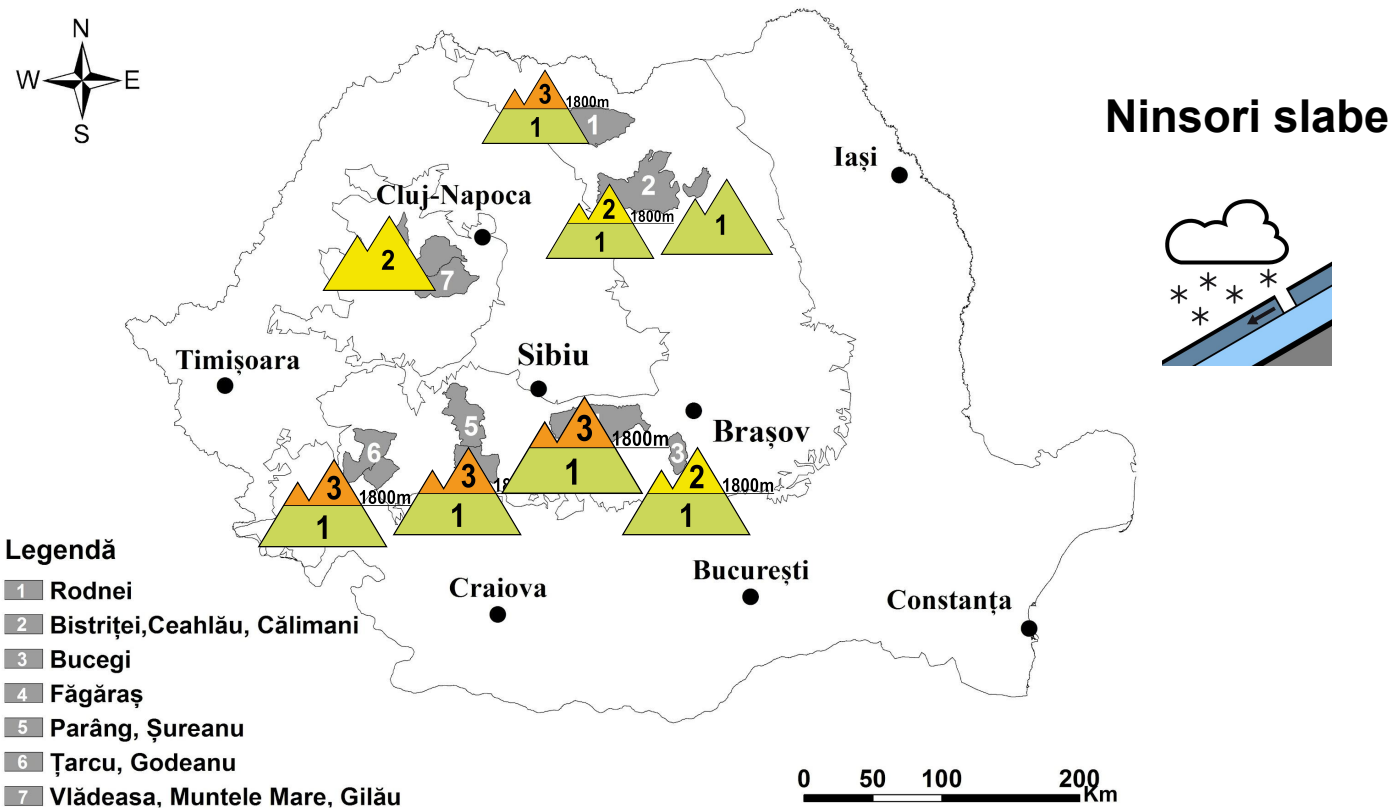 N
W E
S
Ninsori slabe
3
1800m
1
1
Iași
2
Cluj-Napoca
2
1800m
1
1
2
7
Timișoara
Sibiu
5
3
1800m
1
Brașov
3
6
3
1800m
1
3
1
2
1800m
1
Legendă
București
Craiova
Constanța
1 Rodnei
2 Bistriței,Ceahlău, Călimani
3 Bucegi
4 Făgăraș
5 Parâng, Șureanu
6 Țarcu, Godeanu
7 Vlădeasa, Muntele Mare, Gilău
0 50 100 200
Km